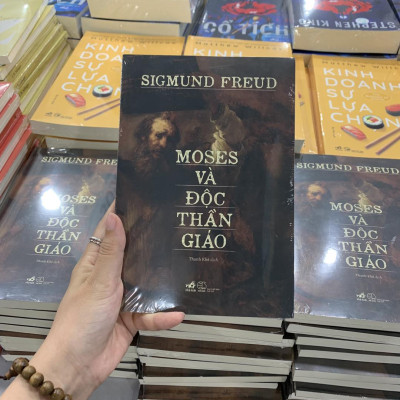 CỔ TÍCH
STEPHEN KING
KINH DOANH
SỰ
LỰA
CHỌN
KINH DOANH
SỰ
LỰA
CHỌN
SIGMUND FREUD
MOSES
VÀ
ĐỘC
THẦN
GIÁO
SIGMUND FREUD
MOSES
VÀ
ĐỘC
THẦN
GIÁO
SIGMUND FREUD
MOSES
VÀ
ĐỘC
THẦN
GIÁO